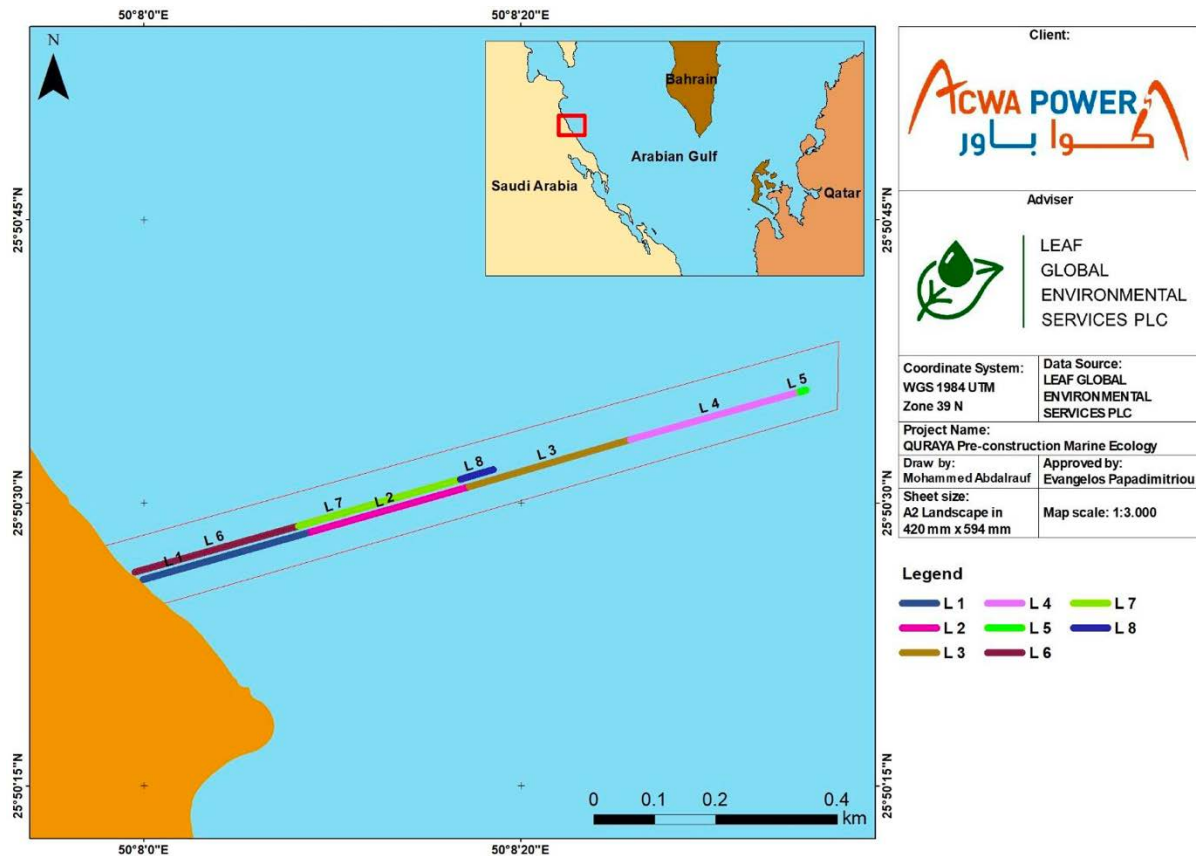 50°8'0"E
50°8'20"E
N
25°50'45"N
25°50'30"N
25°50'15"N
25°50'45"N
25°50'30"N
25°50'15"N
Bahrain
Arabian Gulf
Saudi Arabia
Qatar
L 5
L 4
L 3
L 8
L 2
L 7
L 6
L 1
0 0.1 0.2 0.4
km
50°8'0"E
50°8'20"E
Client:
ACWA POWER
أكوا باور
Adviser
LEAF
GLOBAL
ENVIRONMENTAL
SERVICES PLC
Coordinate System:
WGS 1984 UTM
Zone 39 N
Data Source:
LEAF GLOBAL
ENVIRONMENTAL
SERVICES PLC
Project Name:
QURAYA Pre-construction Marine Ecology
Draw by:
Mohammed Abdalrauf
Approved by:
Evangelos Papadimitriou
Sheet size:
A2 Landscape in
420 mm x 594 mm
Map scale: 1:3.000
Legend
L 1 L 4 L 7
L 2 L 5 L 8
L 3 L 6